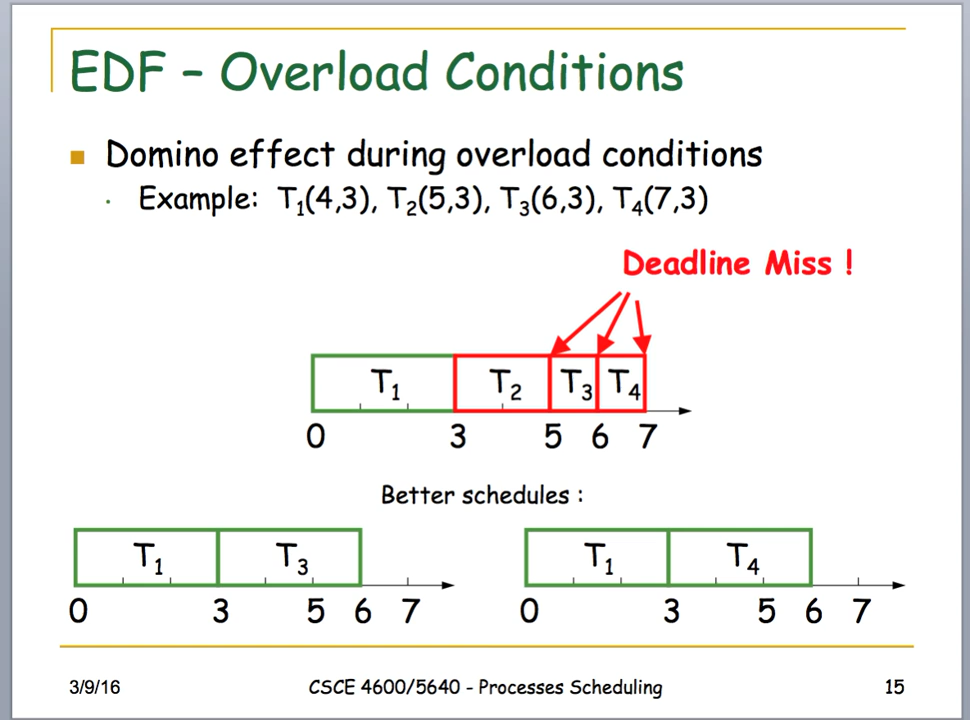 EDF – Overload Conditions
Domino effect during overload conditions
Example: T₁(4,3), T₂(5,3), T₃(6,3), T₄(7,3)
Deadline Miss !
T₁ T₂ T₃ T₄
0 3 5 6 7
Better schedules :
T₁ T₃
0 3 5 6 7
T₁ T₄
0 3 5 6 7
3/9/16 CSCE 4600/5640 - Processes Scheduling 15